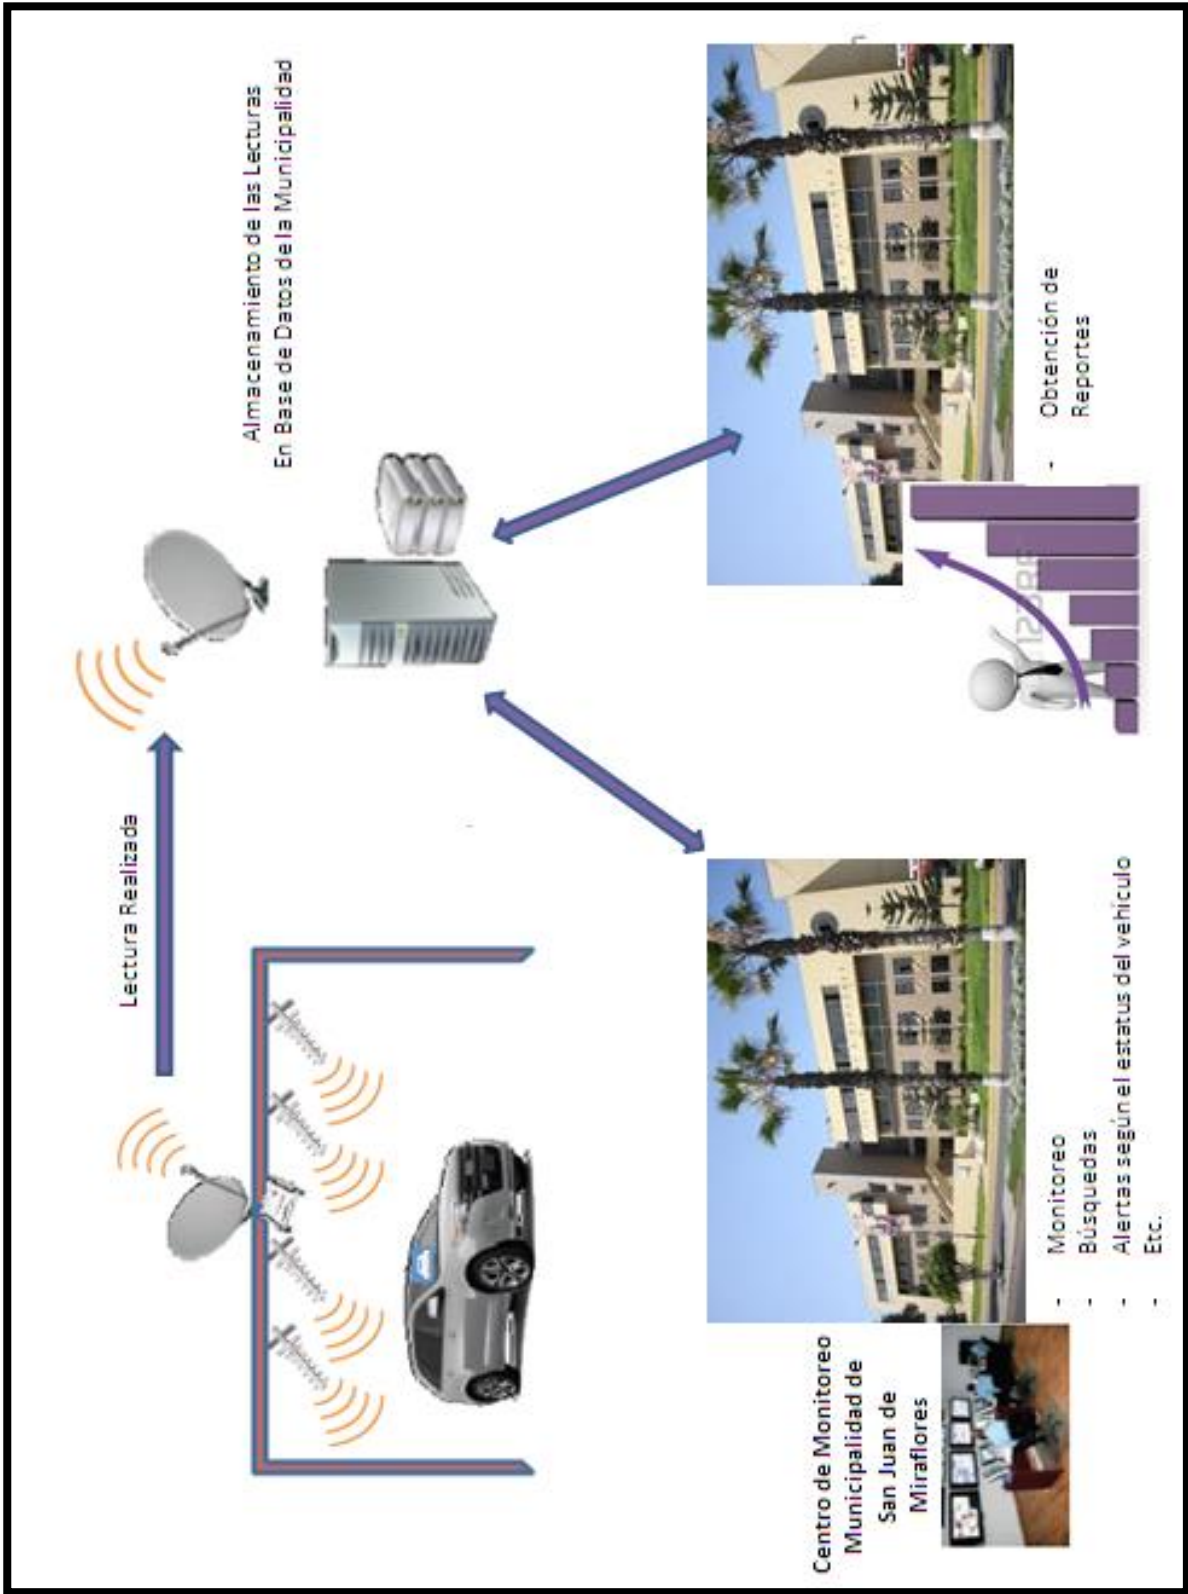 Lectura Realizada
Almacenamiento de las Lecturas
En Base de Datos de la Municipalidad
Centro de Monitoreo
Municipalidad de
San Juan de
Miraflores
- Monitoreo
- Búsquedas
- Alertas según el estatus del vehículo
- Etc.
- Obtención de
Reportes